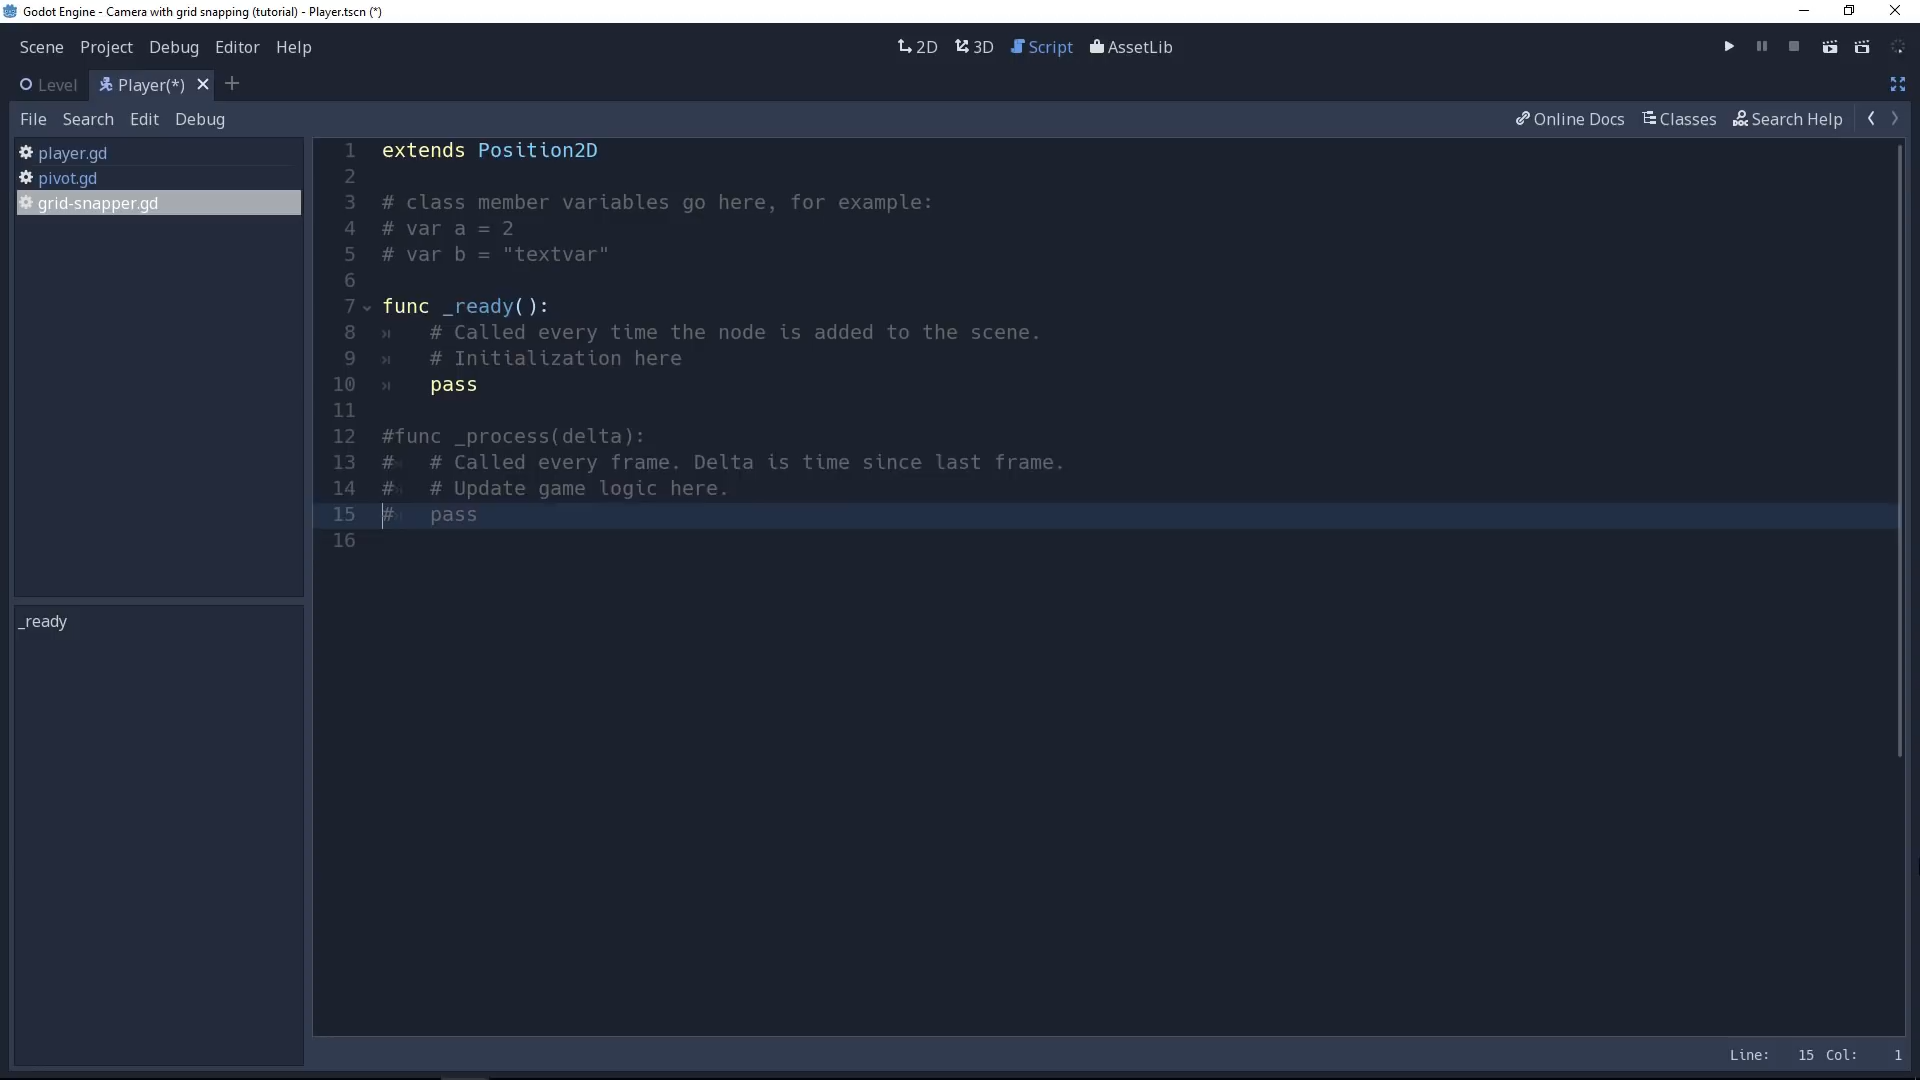 Godot Engine - Camera with grid snapping (tutorial) - Player.tscn (*)
Scene Project Debug Editor Help 2D 3D Script AssetLib
Level Player(*)
File Search Edit Debug Online Docs Classes Search Help
player.gd
pivot.gd
grid-snapper.gd
_ready
1 extends Position2D
2
3 # class member variables go here, for example:
4 # var a = 2
5 # var b = "textvar"
6
7 func _ready():
8 # Called every time the node is added to the scene.
9 # Initialization here
10 pass
11
12 #func _process(delta):
13 # # Called every frame. Delta is time since last frame.
14 # # Update game logic here.
15 # pass
16
Line: 15 Col: 1